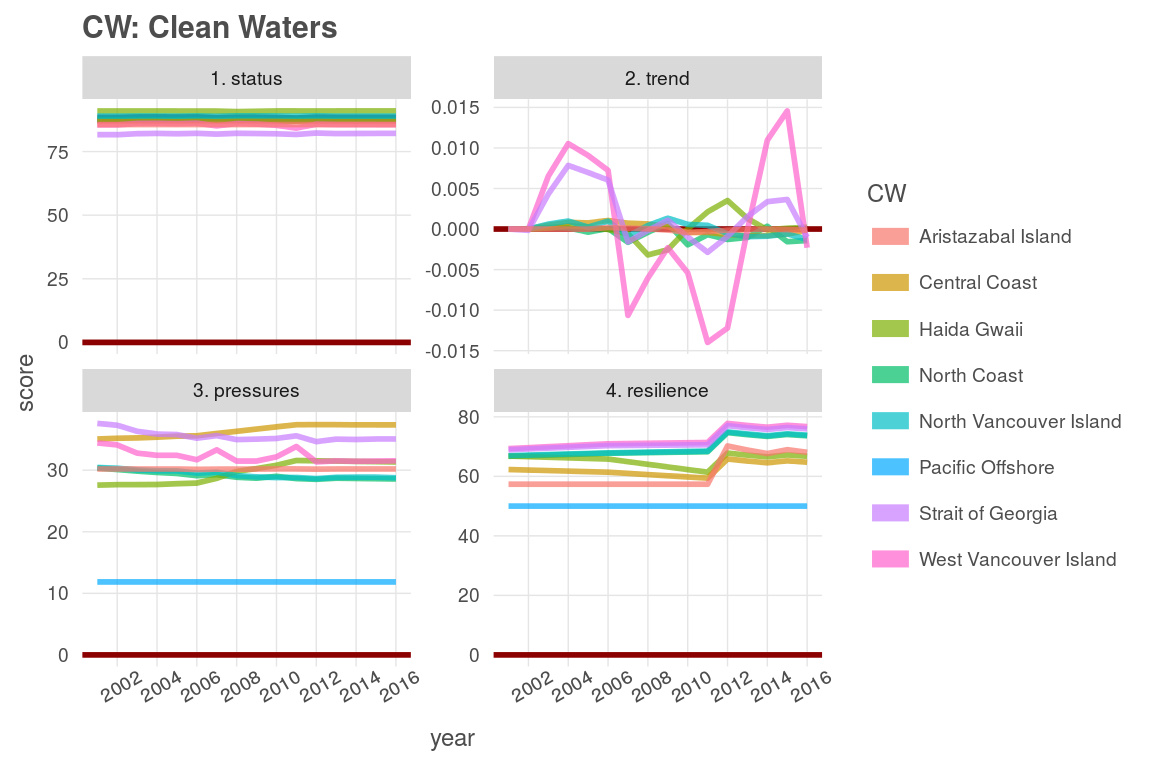 CW: Clean Waters
1. status
2. trend
75
50
25
0
0.015
0.010
0.005
0.000
-0.005
-0.010
-0.015
score
3. pressures
4. resilience
30
20
10
0
80
60
40
20
0
2002 2004 2006 2008 2010 2012 2014 2016
2002 2004 2006 2008 2010 2012 2014 2016
year
CW
Aristazabal Island
Central Coast
Haida Gwaii
North Coast
North Vancouver Island
Pacific Offshore
Strait of Georgia
West Vancouver Island